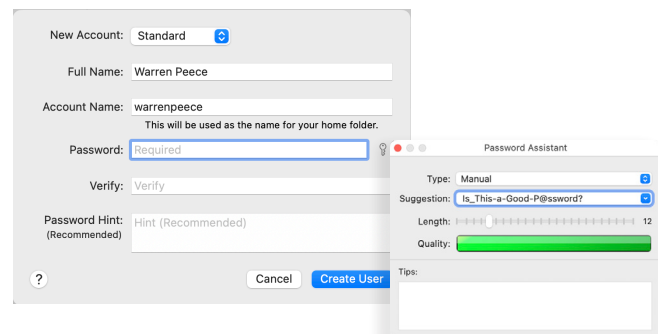 New Account: Standard
Full Name: Warren Peece
Account Name: warrenpeece
This will be used as the name for your home folder.
Password: Required
Verify: Verify
Password Hint: Hint (Recommended)
(Recommended)
? Cancel Create User
Password Assistant
Type: Manual
Suggestion: Is_This-a-Good-P@ssword?
Length: 12
Quality:
Tips: